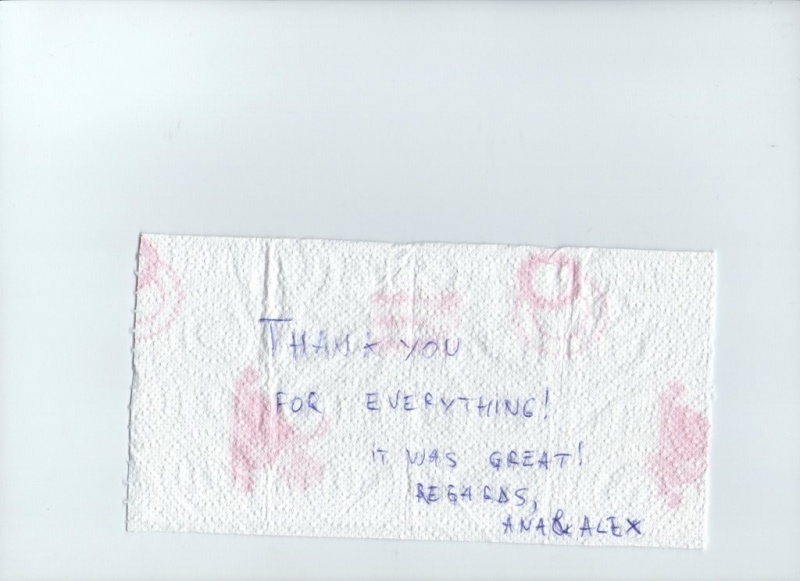 THANK YOU
FOR EVERYTHING!
IT WAS GREAT!
REGARDS,
ANA & ALEX